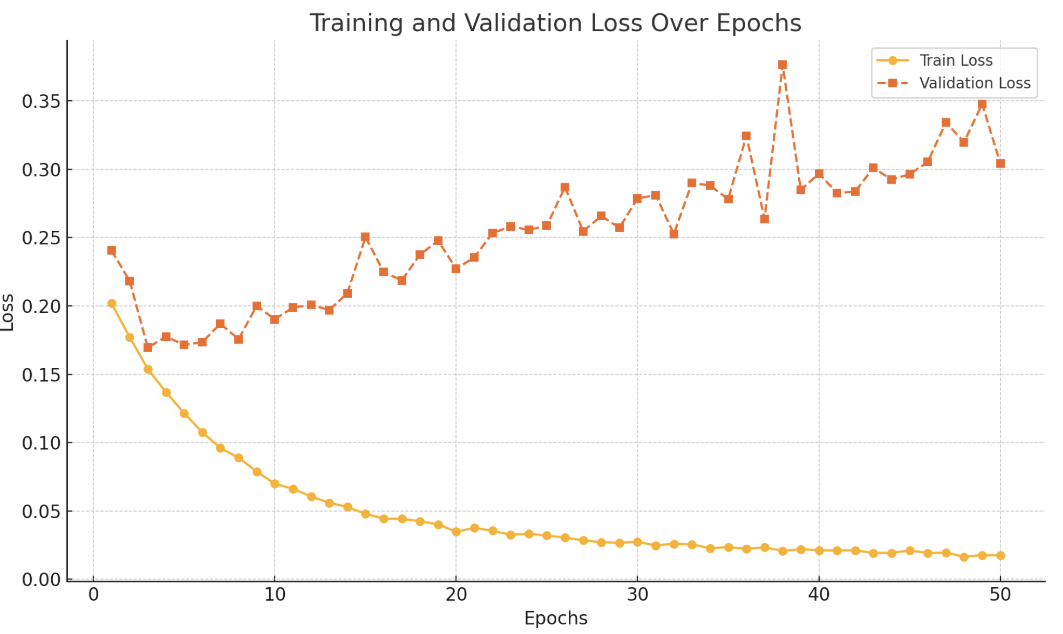 Training and Validation Loss Over Epochs
Train Loss
Validation Loss
0.35
0.30
0.25
0.20
0.15
0.10
0.05
0.00
Loss
0 10 20 30 40 50
Epochs